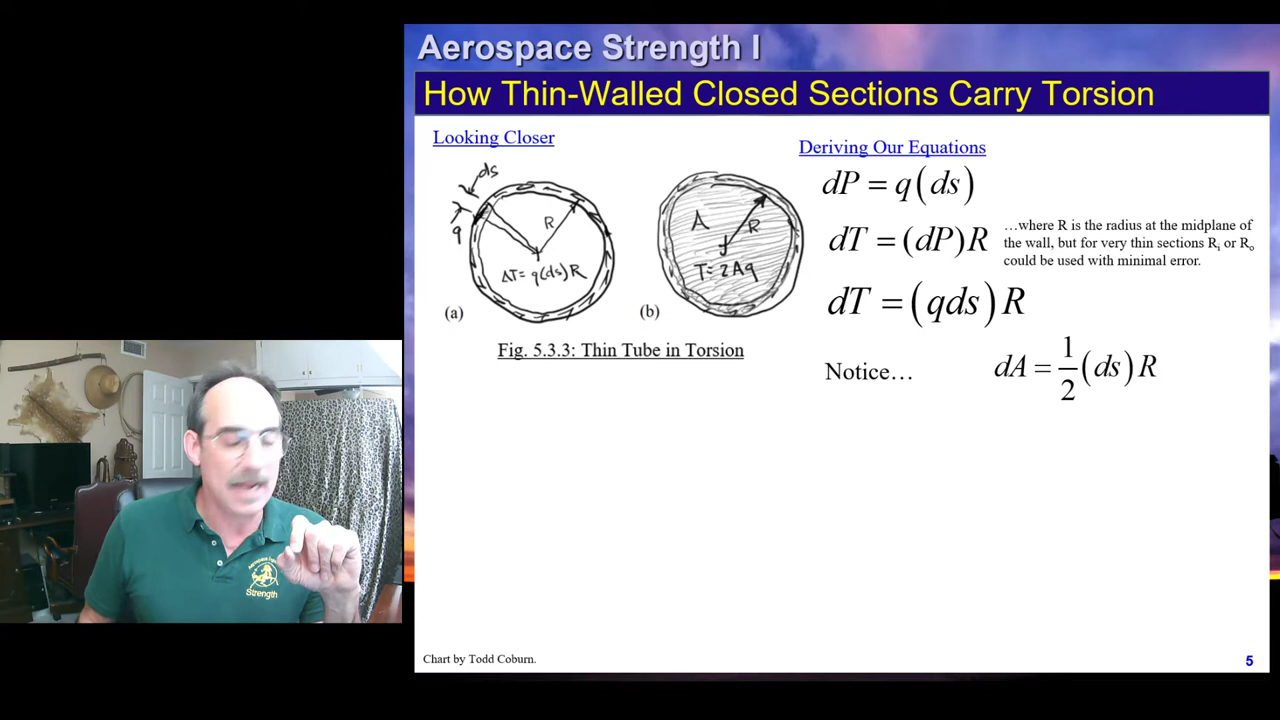 Aerospace Strength I
How Thin-Walled Closed Sections Carry Torsion
Looking Closer
ds
q
R
ΔT = q(ds)R
(a)
A
R
T = 2Aq
(b)
Fig. 5.3.3: Thin Tube in Torsion
Deriving Our Equations
dP = q(ds)
dT = (dP)R
…where R is the radius at the midplane of
the wall, but for very thin sections Rᵢ or Rₒ
could be used with minimal error.
dT = (qds)R
Notice…
dA = 1/2 (ds)R
Strength
Chart by Todd Coburn.
5